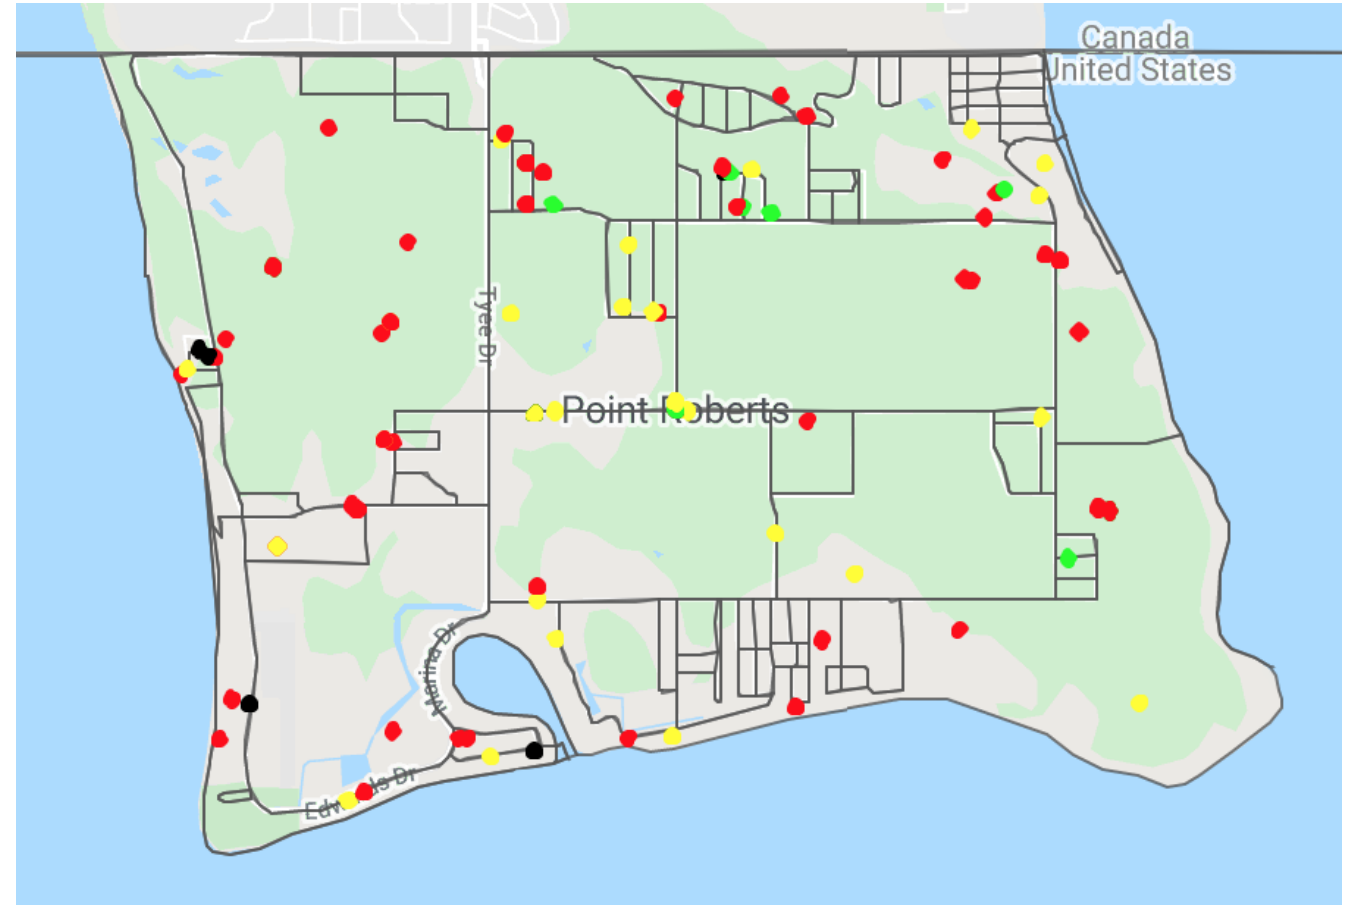 Canada
United States
Tyee Dr
Point Roberts
Marina Dr
Edwards Dr